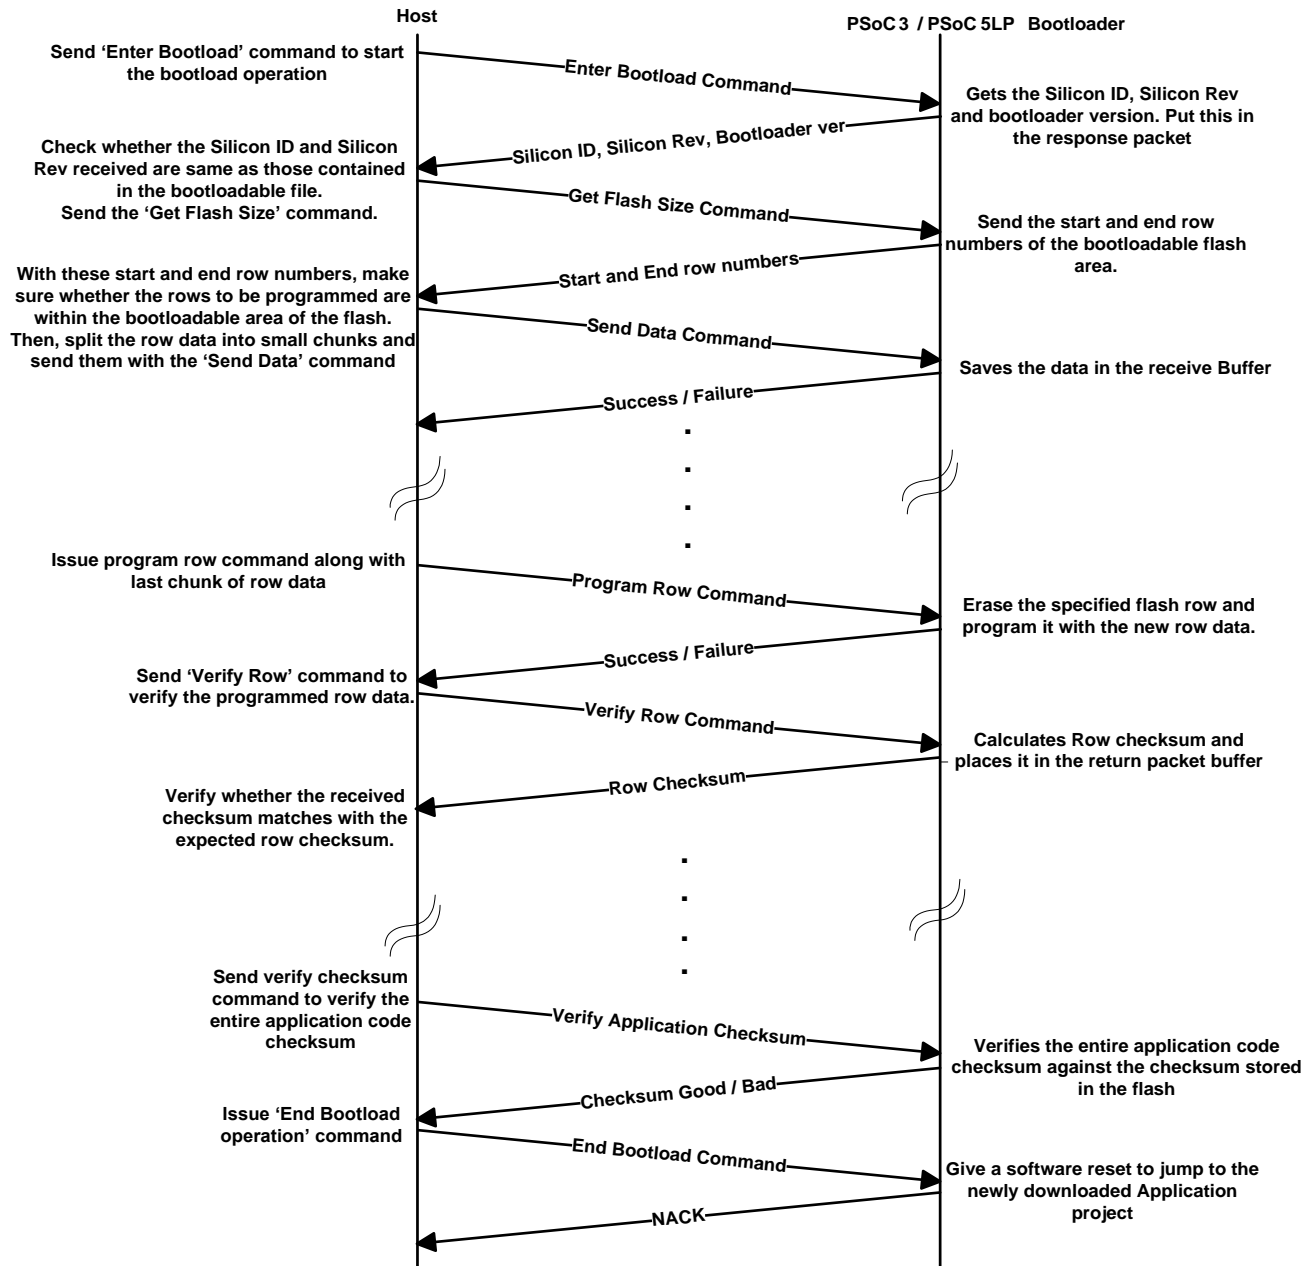 Host
PSoC 3 / PSoC 5LP Bootloader
Send ‘Enter Bootload’ command to start
the bootload operation
Enter Bootload Command
Gets the Silicon ID, Silicon Rev
and bootloader version. Put this in
the response packet
Silicon ID, Silicon Rev, Bootloader ver
Check whether the Silicon ID and Silicon
Rev received are same as those contained
in the bootloadable file.
Send the ‘Get Flash Size’ command.
Get Flash Size Command
Send the start and end row
numbers of the bootloadable flash
area.
Start and End row numbers
With these start and end row numbers, make
sure whether the rows to be programmed are
within the bootloadable area of the flash.
Then, split the row data into small chunks and
send them with the ‘Send Data’ command
Send Data Command
Saves the data in the receive Buffer
Success / Failure
Issue program row command along with
last chunk of row data
Program Row Command
Erase the specified flash row and
program it with the new row data.
Success / Failure
Send ‘Verify Row’ command to
verify the programmed row data.
Verify Row Command
Calculates Row checksum and
places it in the return packet buffer
Row Checksum
Verify whether the received
checksum matches with the
expected row checksum.
Send verify checksum
command to verify the
entire application code
checksum
Verify Application Checksum
Verifies the entire application code
checksum against the checksum stored
in the flash
Checksum Good / Bad
Issue ‘End Bootload
operation’ command
End Bootload Command
Give a software reset to jump to the
newly downloaded Application
project
NACK